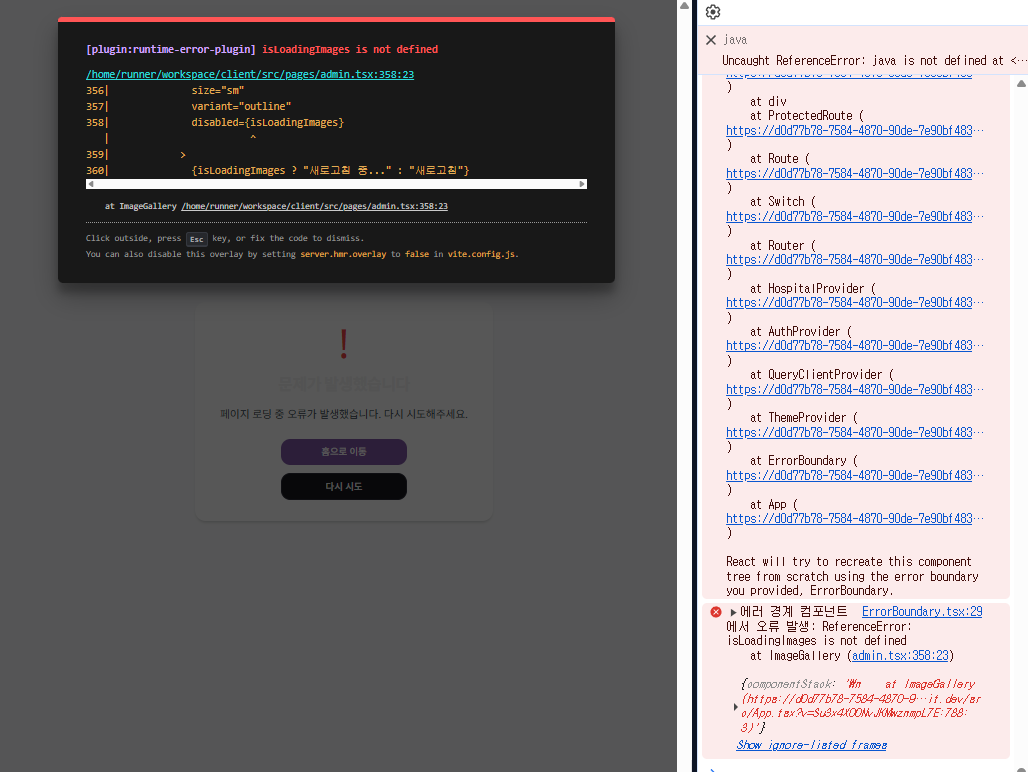 [plugin:runtime-error-plugin] isLoadingImages is not defined
/home/runner/workspace/client/src/pages/admin.tsx:358:23
356|             size="sm"
357|             variant="outline"
358|             disabled={isLoadingImages}
   |                       ^
359|           >
360|             {isLoadingImages ? "새로고침 중..." : "새로고침"}
at ImageGallery /home/runner/workspace/client/src/pages/admin.tsx:358:23
Click outside, press Esc key, or fix the code to dismiss.
You can also disable this overlay by setting server.hmr.overlay to false in vite.config.js.
문제가 발생했습니다
페이지 로딩 중 오류가 발생했습니다. 다시 시도해주세요.
홈으로 이동
다시 시도
java
Uncaught ReferenceError: java is not defined at <…
)
at div
at ProtectedRoute (
https://d0d77b78-7584-4870-90de-7e90bf483…
)
at Route (
https://d0d77b78-7584-4870-90de-7e90bf483…
)
at Switch (
https://d0d77b78-7584-4870-90de-7e90bf483…
)
at Router (
https://d0d77b78-7584-4870-90de-7e90bf483…
)
at HospitalProvider (
https://d0d77b78-7584-4870-90de-7e90bf483…
)
at AuthProvider (
https://d0d77b78-7584-4870-90de-7e90bf483…
)
at QueryClientProvider (
https://d0d77b78-7584-4870-90de-7e90bf483…
)
at ThemeProvider (
https://d0d77b78-7584-4870-90de-7e90bf483…
)
at ErrorBoundary (
https://d0d77b78-7584-4870-90de-7e90bf483…
)
at App (
https://d0d77b78-7584-4870-90de-7e90bf483…
)
React will try to recreate this component
tree from scratch using the error boundary
you provided, ErrorBoundary.
에러 경계 컴포넌트 ErrorBoundary.tsx:29
에서 오류 발생: ReferenceError:
isLoadingImages is not defined
at ImageGallery (admin.tsx:358:23)
{componentStack: '₩n    at ImageGallery
(https://d0d77b78-7584-4870-9…it.dev/sr
3)'}
Show ignore-listed frames